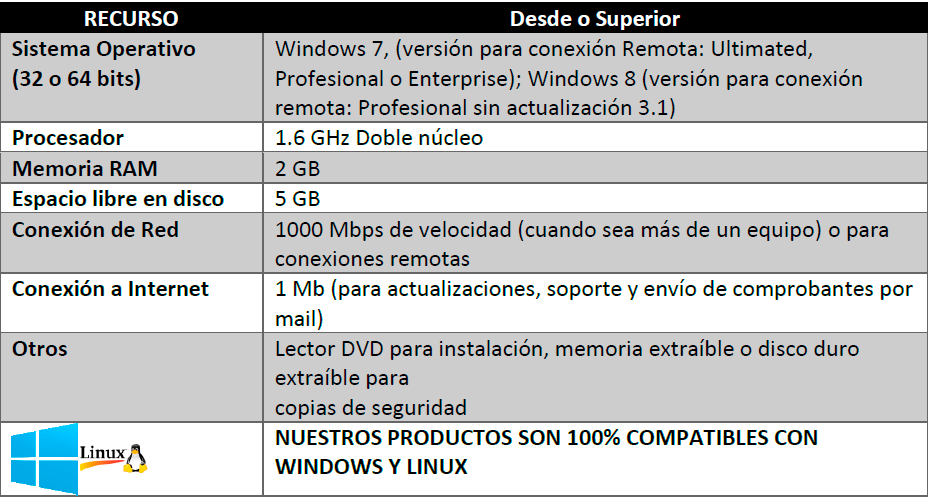 RECURSO Desde o Superior
Sistema Operativo
(32 o 64 bits)
Windows 7, (versión para conexión Remota: Ultimated,
Profesional o Enterprise); Windows 8 (versión para conexión
remota: Profesional sin actualización 3.1)
Procesador 1.6 GHz Doble núcleo
Memoria RAM 2 GB
Espacio libre en disco 5 GB
Conexión de Red 1000 Mbps de velocidad (cuando sea más de un equipo) o para
conexiones remotas
Conexión a Internet 1 Mb (para actualizaciones, soporte y envío de comprobantes por
mail)
Otros Lector DVD para instalación, memoria extraíble o disco duro
extraíble para
copias de seguridad
Linux
NUESTROS PRODUCTOS SON 100% COMPATIBLES CON
WINDOWS Y LINUX